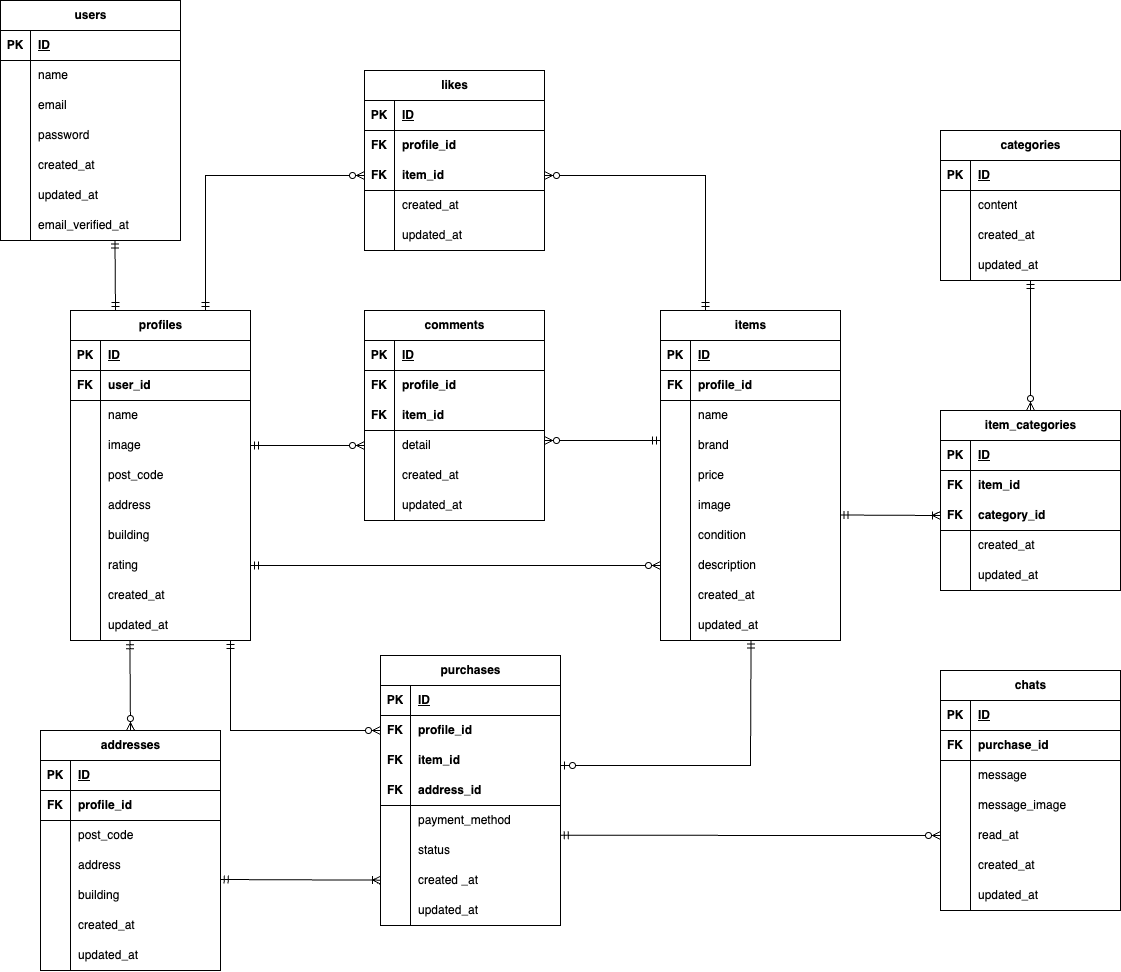 users
PK ID
name
email
password
created_at
updated_at
email_verified_at
likes
PK ID
FK profile_id
FK item_id
created_at
updated_at
categories
PK ID
content
created_at
updated_at
profiles
PK ID
FK user_id
name
image
post_code
address
building
rating
created_at
updated_at
comments
PK ID
FK profile_id
FK item_id
detail
created_at
updated_at
items
PK ID
FK profile_id
name
brand
price
image
condition
description
created_at
updated_at
item_categories
PK ID
FK item_id
FK category_id
created_at
updated_at
addresses
PK ID
FK profile_id
post_code
address
building
created_at
updated_at
purchases
PK ID
FK profile_id
FK item_id
FK address_id
payment_method
status
created _at
updated_at
chats
PK ID
FK purchase_id
message
message_image
read_at
created_at
updated_at